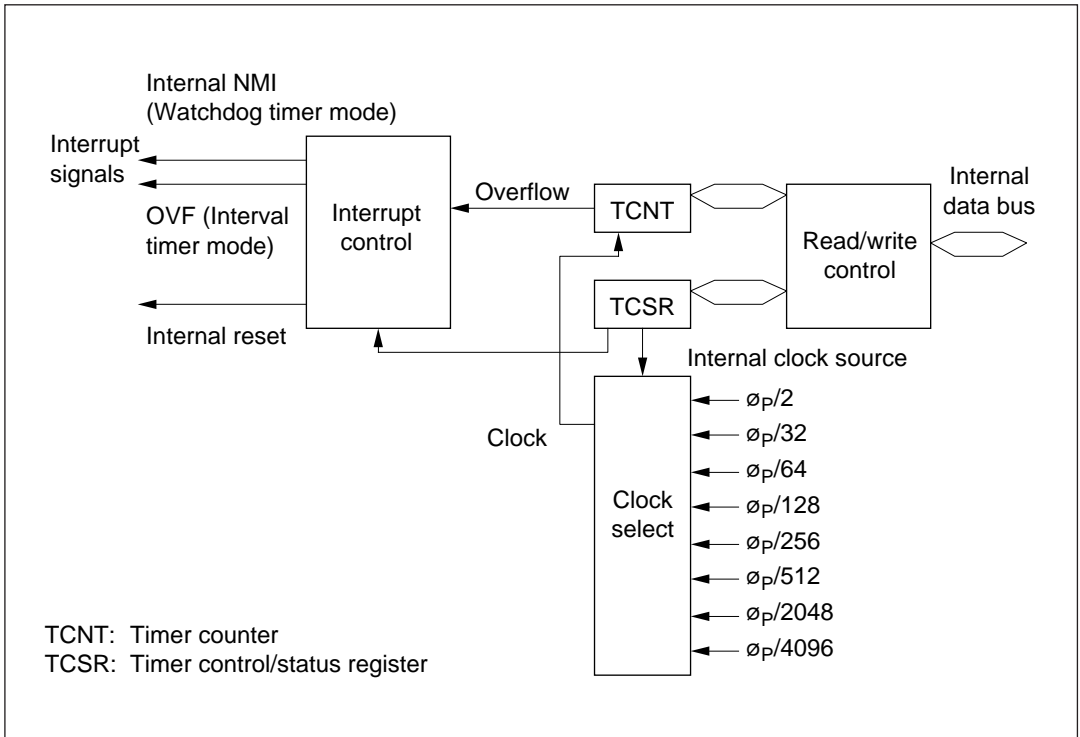 Internal NMI
(Watchdog timer mode)
Interrupt
signals
OVF (Interval
timer mode)
Internal reset
Interrupt
control
Overflow
TCNT
TCSR
Read/write
control
Internal
data bus
Internal clock source
Clock
Clock
select
øP/2
øP/32
øP/64
øP/128
øP/256
øP/512
øP/2048
øP/4096
TCNT: Timer counter
TCSR: Timer control/status register